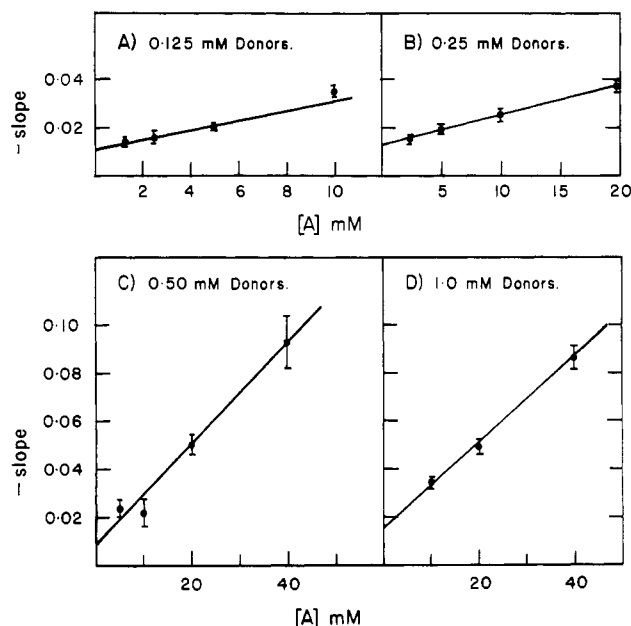 A) 0·125 mM Donors.
B) 0·25 mM Donors.
- slope
0·04
0·02
2 4 6 8 10
5 10 15 20
[A] mM
[A] mM
C) 0·50 mM Donors.
D) 1·0 mM Donors.
- slope
0·10
0·08
0·06
0·04
0·02
20 40
20 40
[A] mM